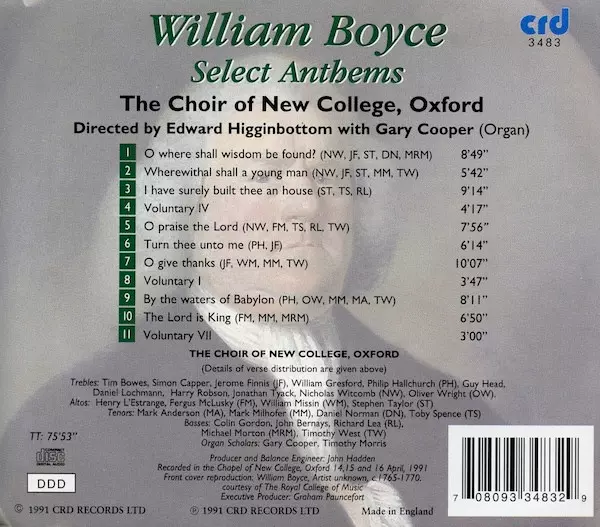 William Boyce
crd
3483
Select Anthems
The Choir of New College, Oxford
Directed by Edward Higginbottom with Gary Cooper (Organ)
1 O where shall wisdom be found? (NW, JF, ST, DN, MRM) 8'49"
2 Wherewithal shall a young man (NW, JF, ST, MM, TW) 5'42"
3 I have surely built thee an house (ST, TS, RL) 9'14"
4 Voluntary IV 4'17"
5 O praise the Lord (NW, FM, TS, RL, TW) 7'56"
6 Turn thee unto me (PH, JF) 6'14"
7 O give thanks (JF, WM, MM, TW) 10'07"
8 Voluntary I 3'47"
9 By the waters of Babylon (PH, OW, MM, MA, TW) 8'11"
10 The Lord is King (FM, MM, MRM) 6'50"
11 Voluntary VII 3'00"
THE CHOIR OF NEW COLLEGE, OXFORD
(Details of verse distribution are given above)
Trebles: Tim Bowes, Simon Capper, Jerome Finnis (JF), William Gresford, Philip Hallchurch (PH), Guy Head,
Daniel Lochmann, Harry Robson, Jonathan Tyack, Nicholas Wittcomb (NW), Oliver Wright (OW).
Altos: Henry L'Estrange, Fergus McLusky (FM), William Missin (WM), Stephen Taylor (ST)
Tenors: Mark Anderson (MA), Mark Milhofer (MM), Daniel Norman (DN), Toby Spence (TS)
Basses: Colin Gordon, John Bernays, Richard Lea (RL),
Michael Morton (MRM), Timothy West (TW)
Organ Scholars: Gary Cooper, Timothy Morris
TT: 75'53"
Producer and Balance Engineer: John Hadden
Recorded in the Chapel of New College, Oxford 14,15 and 16 April, 1991
Front cover reproduction: William Boyce, Artist unknown, c1765-1770.
courtesy of The Royal College of Music
Executive Producer: Graham Pauncefort
COMPACT
disc
DIGITAL AUDIO
DDD
© 1991 CRD RECORDS LTD ℗ 1991 CRD RECORDS LTD Made in England
7 08093 34832 9